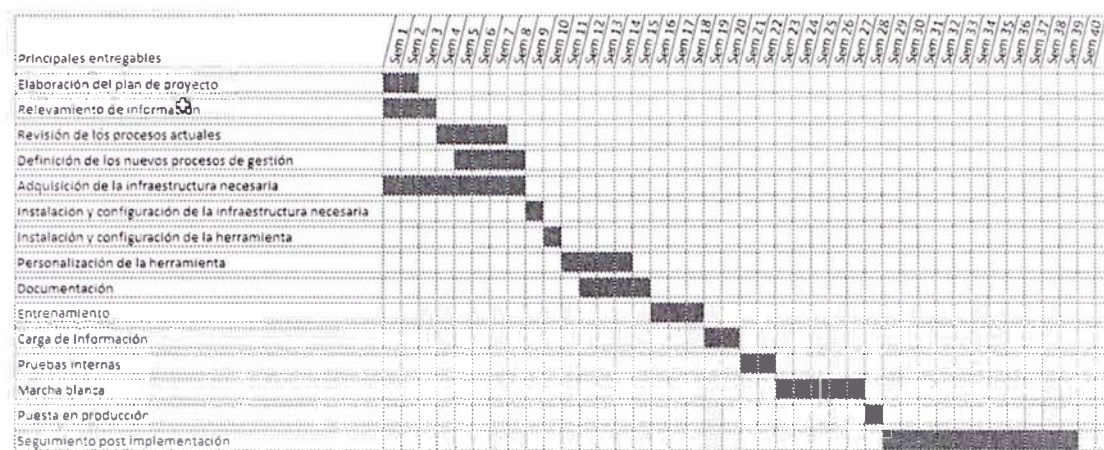 Principales entregables
Sem 1
Sem 2
Sem 3
Sem 4
Sem 5
Sem 6
Sem 7
Sem 8
Sem 9
Sem 10
Sem 11
Sem 12
Sem 13
Sem 14
Sem 15
Sem 16
Sem 17
Sem 18
Sem 19
Sem 20
Sem 21
Sem 22
Sem 23
Sem 24
Sem 25
Sem 26
Sem 27
Sem 28
Sem 29
Sem 30
Sem 31
Sem 32
Sem 33
Sem 34
Sem 35
Sem 36
Sem 37
Sem 38
Sem 39
Sem 40
Elaboración del plan de proyecto
Relevamiento de información
Revisión de los procesos actuales
Definición de los nuevos procesos de gestión
Adquisición de la infraestructura necesaria
Instalación y configuración de la infraestructura necesaria
Instalación y configuración de la herramienta
Personalización de la herramienta
Documentación
Entrenamiento
Carga de Información
Pruebas internas
Marcha blanca
Puesta en producción
Seguimiento post implementación